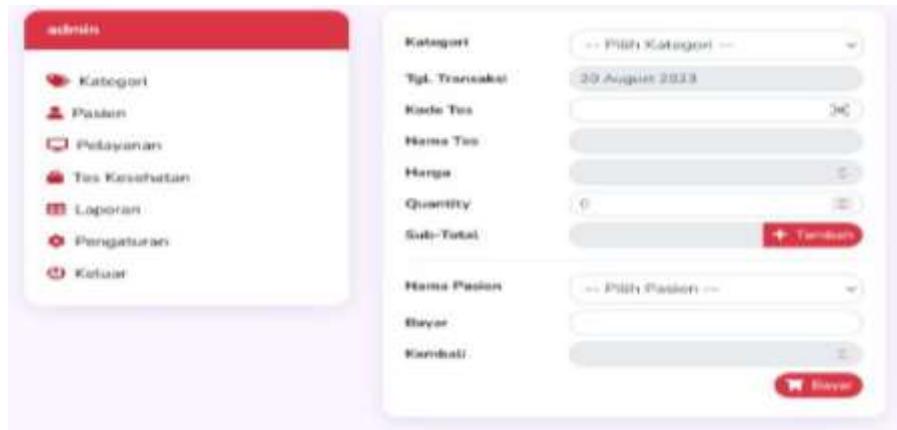 admin
Kategori
Pasien
Pelayanan
Tes Kesehatan
Laporan
Pengaturan
Keluar
Kategori -- Pilih Kategori --
Tgl. Transaksi 20 August 2023
Kode Tes
Nama Tes
Harga
Quantity 0
Sub-Total + Tambah
Nama Pasien -- Pilih Pasien --
Bayar
Kembali
Bayar